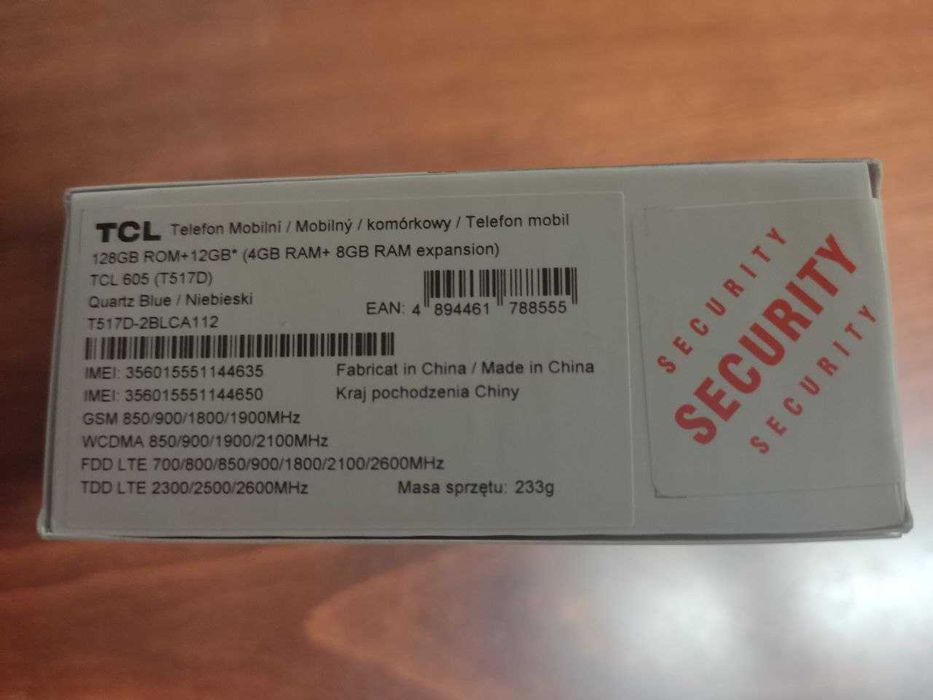 TCL Telefon Mobilní / Mobilný / komórkowy / Telefon mobil
128GB ROM+12GB* (4GB RAM+ 8GB RAM expansion)
TCL 605 (T517D)
Quartz Blue / Niebieski
EAN: 4 894461 788555
T517D-2BLCA112
IMEI: 356015551144635 Fabricat in China / Made in China
IMEI: 356015551144650 Kraj pochodzenia Chiny
GSM 850/900/1800/1900MHz
WCDMA 850/900/1900/2100MHz
FDD LTE 700/800/850/900/1800/2100/2600MHz
TDD LTE 2300/2500/2600MHz Masa sprzętu: 233g
SECURITY
SECURITY
SECURITY